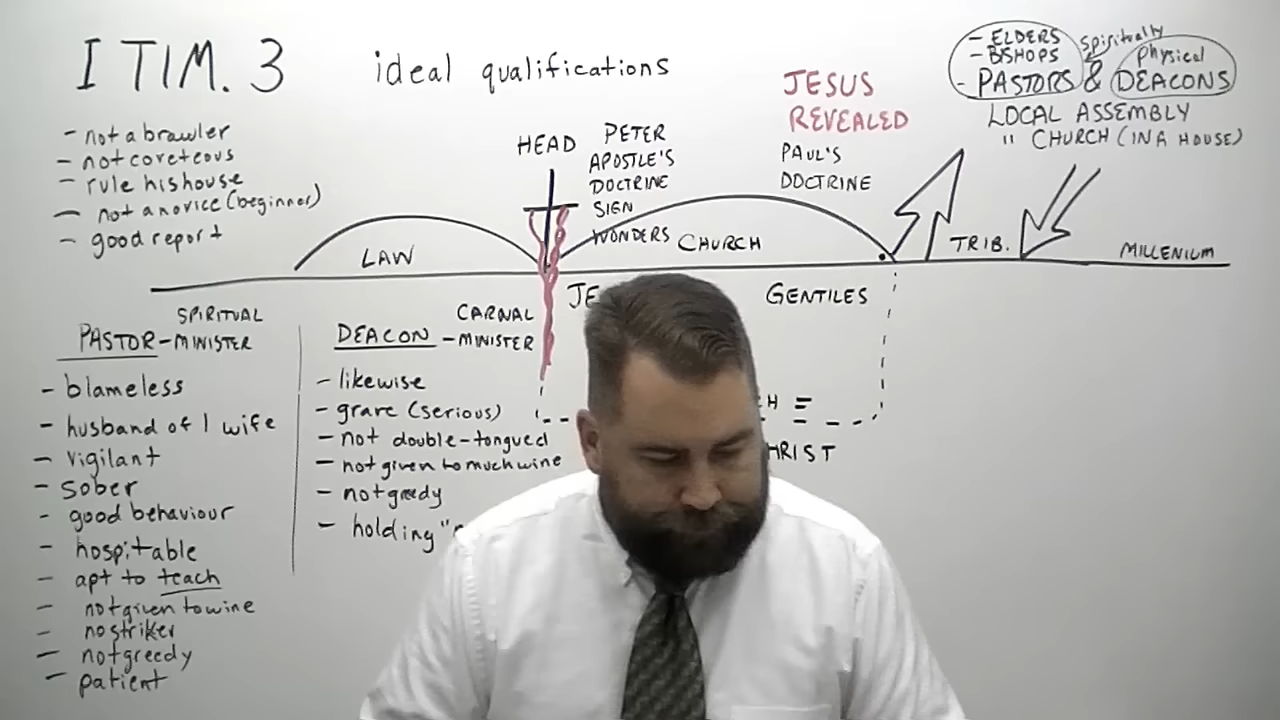 I TIM. 3
ideal qualifications
- not a brawler
- not coveteous
- rule his house
- not a novice (beginner)
- good report
HEAD
PETER
APOSTLE'S
DOCTRINE
SIGN
WONDERS
JESUS
REVEALED
PAUL'S
DOCTRINE
- ELDERS
- BISHOPS
- PASTORS & DEACONS
spiritually
physical
LOCAL ASSEMBLY
" CHURCH (IN A HOUSE)
LAW
CHURCH
TRIB.
MILLENIUM
JE
GENTILES
SPIRITUAL
PASTOR - MINISTER
- blameless
- husband of 1 wife
- vigilant
- sober
- good behaviour
- hospitable
- apt to teach
- not given to wine
- no striker
- not greedy
- patient
CARNAL
DEACON - MINISTER
- likewise
- grave (serious)
- not double-tongued
- not given to much wine
- not greedy
- holding "
H =
HRIST